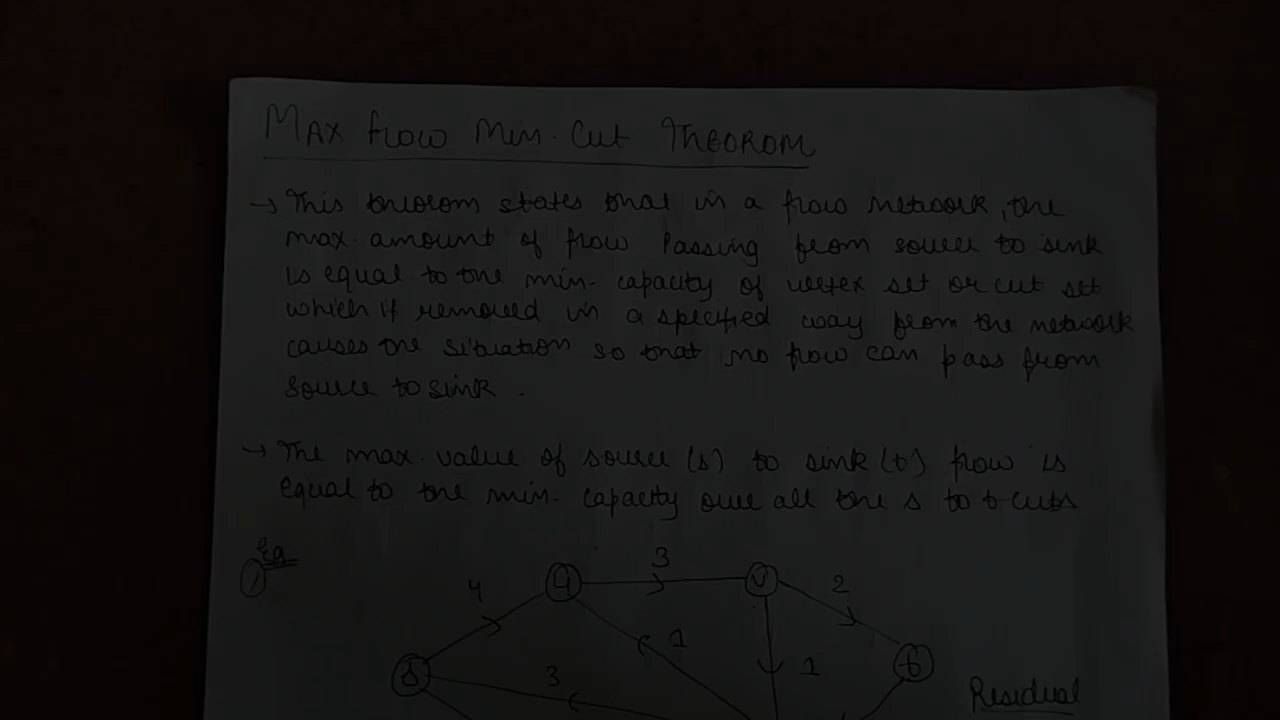 MAX flow Min. Cut THEOROM
→ This theorom states that in a flow network, the
max. amount of flow Passing from source to sink
is equal to the min. capacity of vertex set or cut set
which if removed in a specified way from the network
causes the situation so that no flow can pass from
source to sink.
→ The max. value of source (s) to sink (t) flow is
equal to the min. capacity over all the s to t cuts
Eg
1
4 u 3 v 2
1 1
s 3 t
Residual